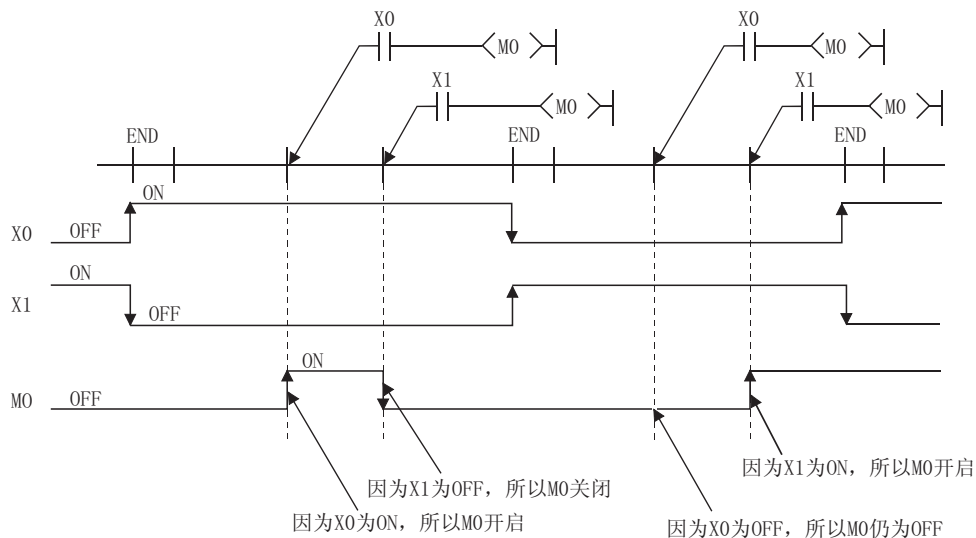 X0
M0
X0
M0
X1
M0
X1
M0
END
END
END
ON
X0
OFF
ON
X1
OFF
ON
M0
OFF
因为X1为ON，所以M0开启
因为X1为OFF，所以M0关闭
因为X0为ON，所以M0开启
因为X0为OFF，所以M0仍为OFF